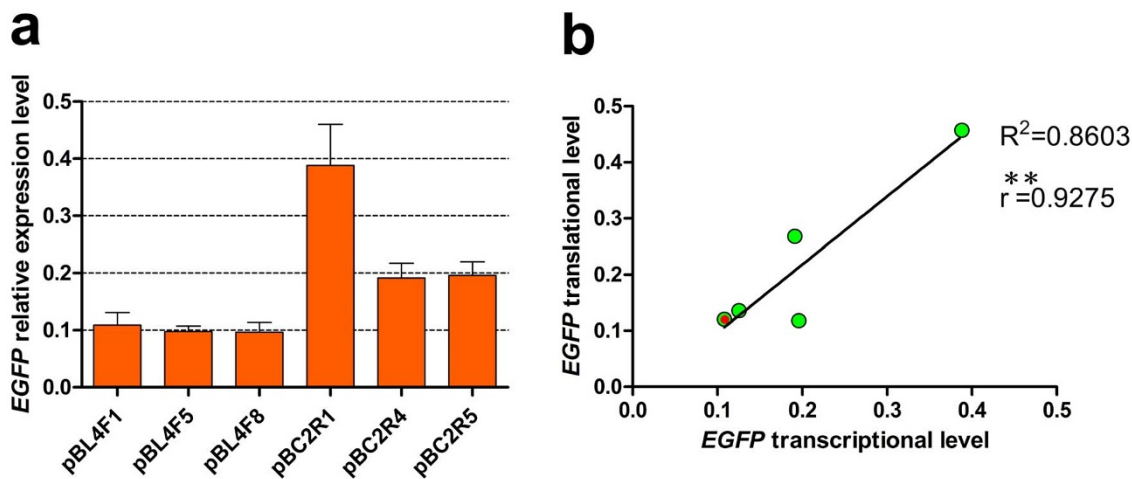 a
EGFP relative expression level
0.5
0.4
0.3
0.2
0.1
0.0
pBL4F1
pBL4F5
pBL4F8
pBC2R1
pBC2R4
pBC2R5
b
EGFP translational level
0.5
0.4
0.3
0.2
0.1
0.0
0.0 0.1 0.2 0.3 0.4 0.5
EGFP transcriptional level
R²=0.8603
**
r=0.9275